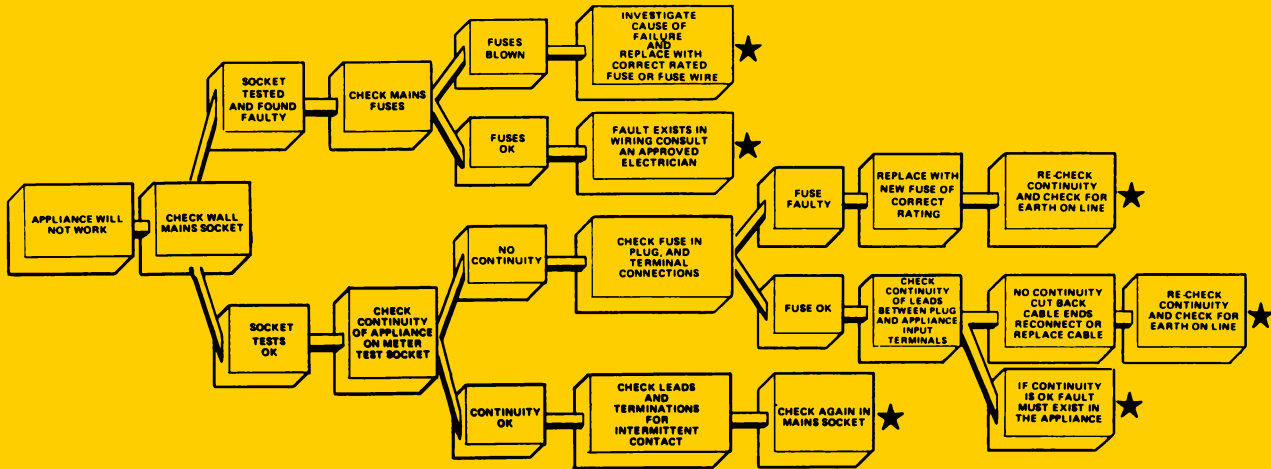 APPLIANCE WILL
NOT WORK
CHECK WALL
MAINS SOCKET
SOCKET
TESTED
AND FOUND
FAULTY
CHECK MAINS
FUSES
FUSES
BLOWN
INVESTIGATE
CAUSE OF
FAILURE
AND
REPLACE WITH
CORRECT RATED
FUSE OR FUSE WIRE
FUSES
OK
FAULT EXISTS IN
WIRING CONSULT
AN APPROVED
ELECTRICIAN
SOCKET
TESTS
OK
CHECK
CONTINUITY
OF APPLIANCE
ON METER
TEST SOCKET
NO
CONTINUITY
CHECK FUSE IN
PLUG, AND
TERMINAL
CONNECTIONS
FUSE
FAULTY
REPLACE WITH
NEW FUSE OF
CORRECT
RATING
RE-CHECK
CONTINUITY
AND CHECK FOR
EARTH ON LINE
FUSE OK
CHECK
CONTINUITY
OF LEADS
BETWEEN PLUG
AND APPLIANCE
INPUT
TERMINALS
NO CONTINUITY
CUT BACK
CABLE ENDS
RECONNECT OR
REPLACE CABLE
RE-CHECK
CONTINUITY
AND CHECK FOR
EARTH ON LINE
IF CONTINUITY
IS OK FAULT
MUST EXIST IN
THE APPLIANCE
CONTINUITY
OK
CHECK LEADS
AND
TERMINATIONS
FOR
INTERMITTENT
CONTACT
CHECK AGAIN IN
MAINS SOCKET